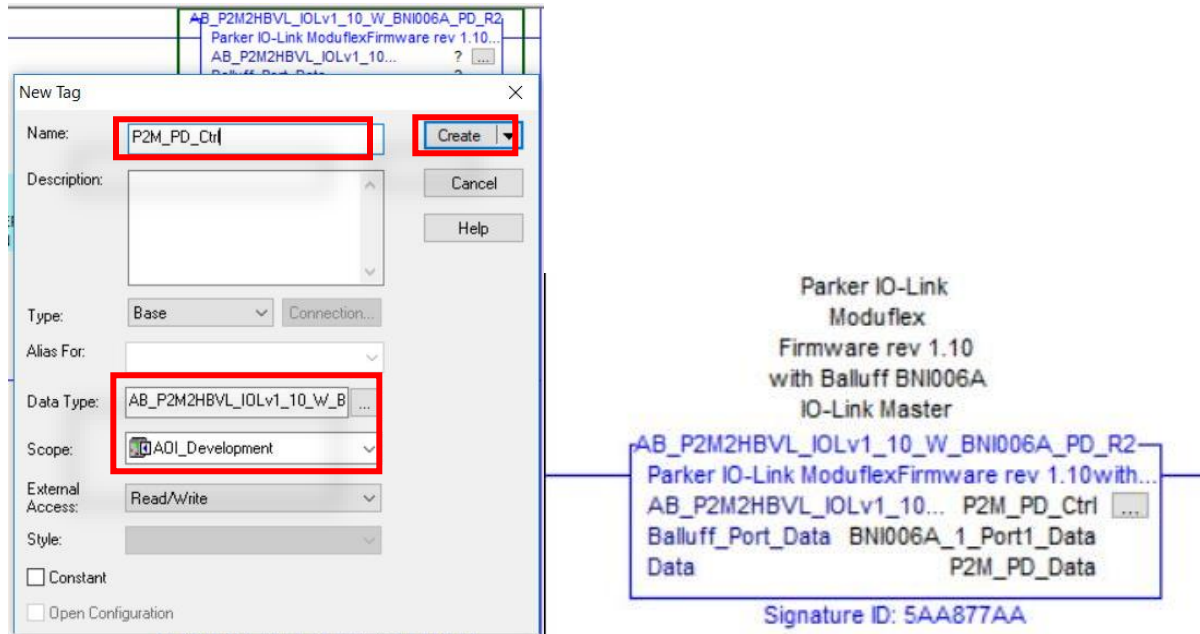 AB_P2M2HBVL_IOLv1_10_W_BNI006A_PD_R2
Parker IO-Link ModuflexFirmware rev 1.10...
AB_P2M2HBVL_IOLv1_10... ? ...
Balluff_Port_Data ?
New Tag
Name: P2M_PD_Ctrl
Create
Description:
Cancel
Help
Type: Base Connection...
Alias For:
Data Type: AB_P2M2HBVL_IOLv1_10_W_B ...
Scope: AOI_Development
External
Access: Read/Write
Style:
Constant
Open Configuration
Parker IO-Link
Moduflex
Firmware rev 1.10
with Balluff BNI006A
IO-Link Master
AB_P2M2HBVL_IOLv1_10_W_BNI006A_PD_R2
Parker IO-Link ModuflexFirmware rev 1.10with...
AB_P2M2HBVL_IOLv1_10... P2M_PD_Ctrl ...
Balluff_Port_Data BNI006A_1_Port1_Data
Data P2M_PD_Data
Signature ID: 5AA877AA